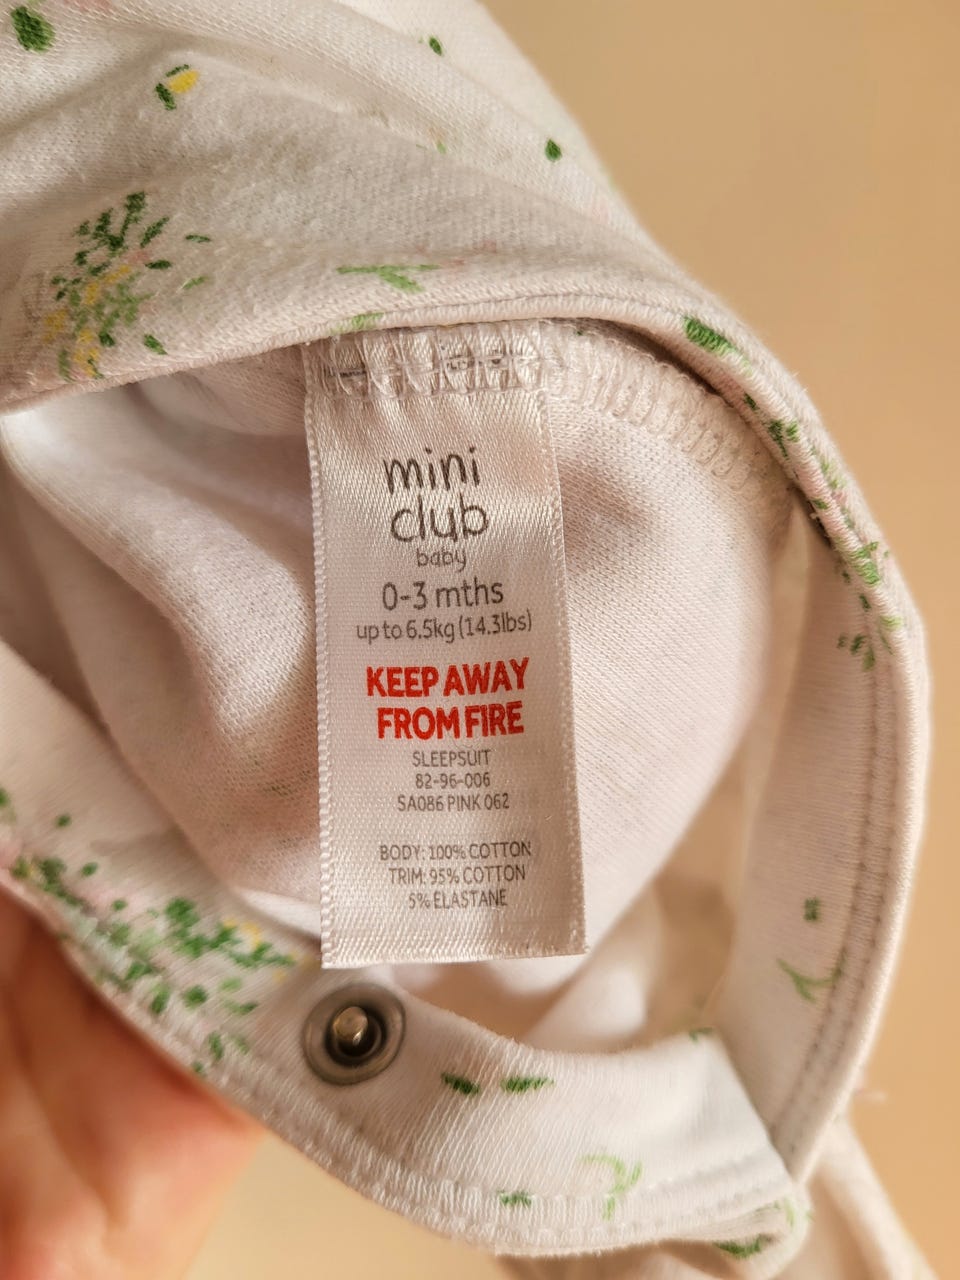 mini
club
baby
0-3 mths
up to 6.5kg (14.3lbs)
KEEP AWAY
FROM FIRE
SLEEPSUIT
82-96-006
SA086 PINK 062
BODY: 100% COTTON
TRIM: 95% COTTON
5% ELASTANE